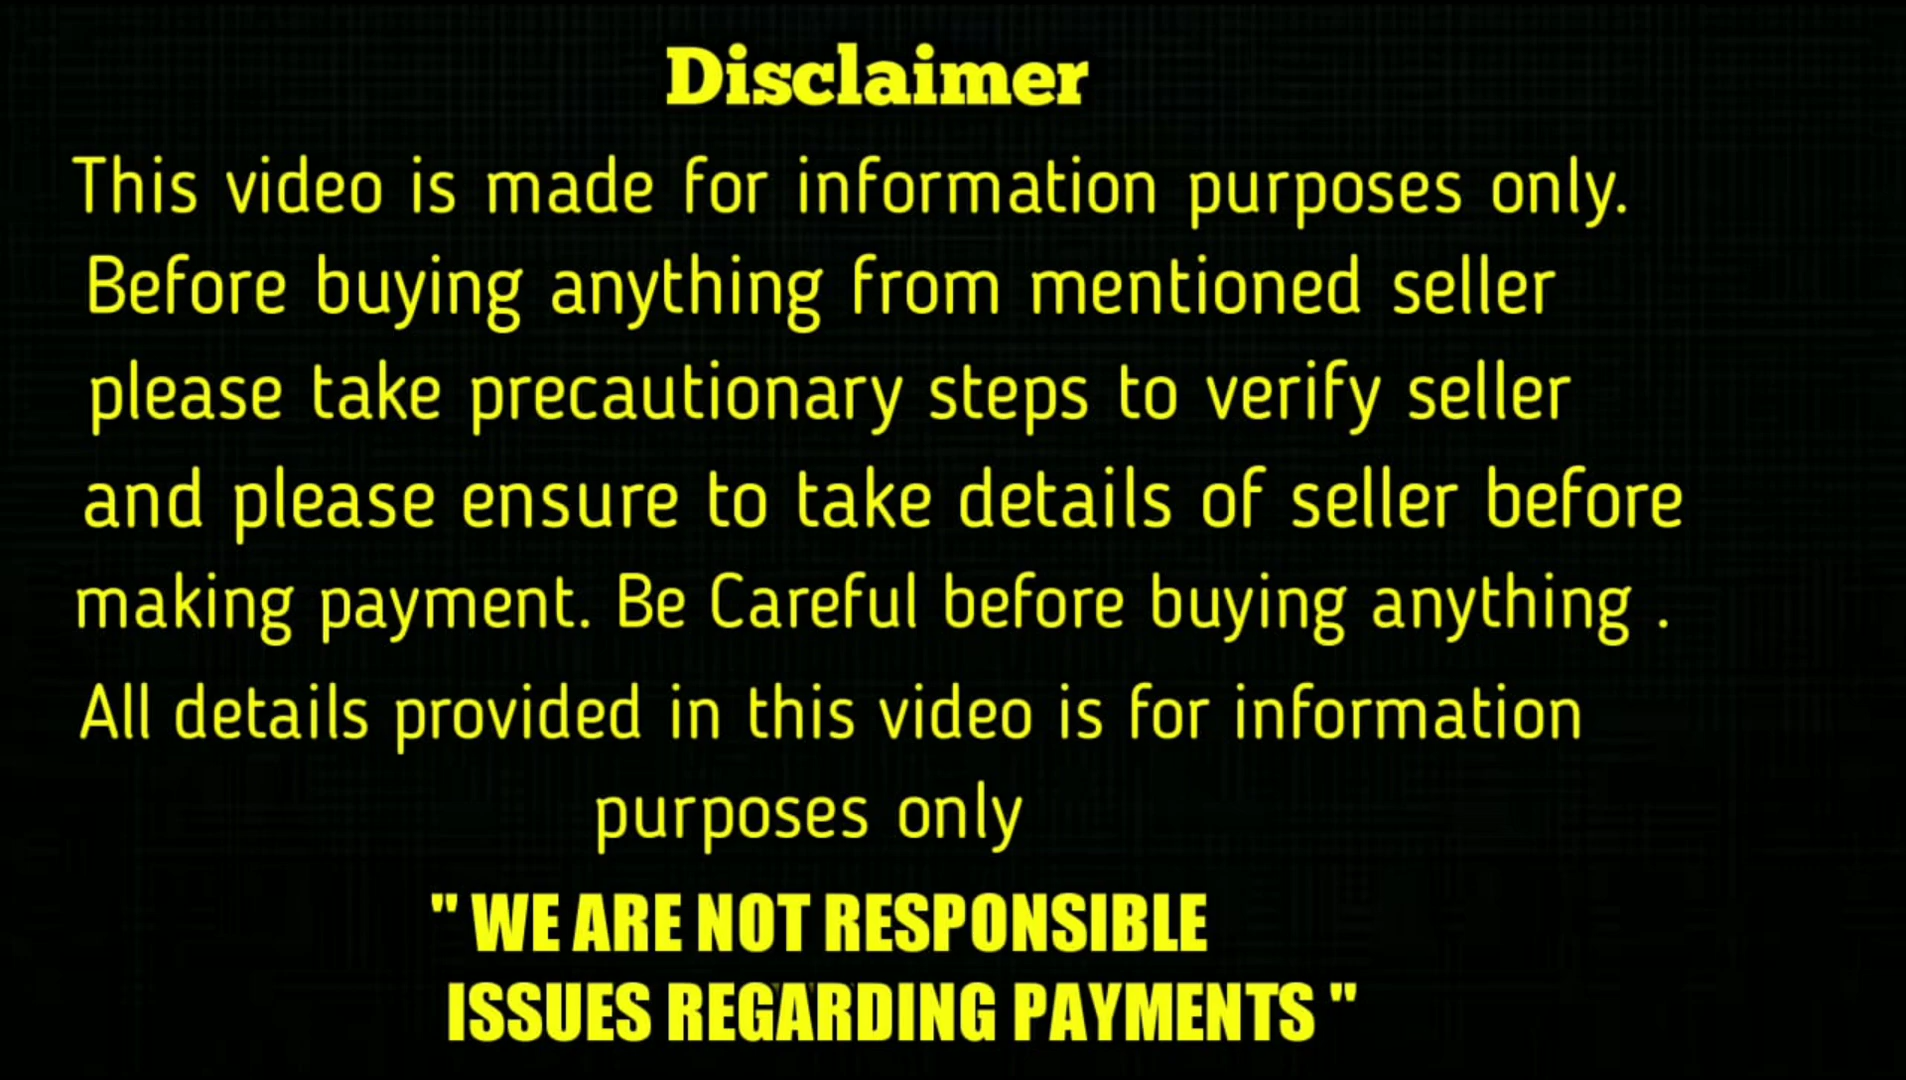 Disclaimer
This video is made for information purposes only.
Before buying anything from mentioned seller
please take precautionary steps to verify seller
and please ensure to take details of seller before
making payment. Be Careful before buying anything .
All details provided in this video is for information
purposes only
" WE ARE NOT RESPONSIBLE
ISSUES REGARDING PAYMENTS "